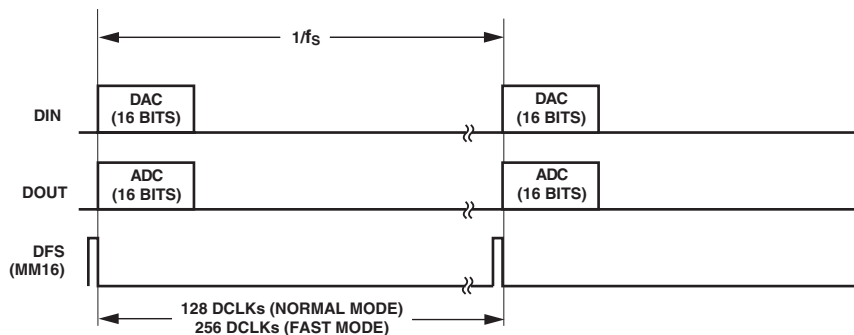 1/fS
DAC
(16 BITS)
DAC
(16 BITS)
DIN
ADC
(16 BITS)
ADC
(16 BITS)
DOUT
DFS
(MM16)
128 DCLKs (NORMAL MODE)
256 DCLKs (FAST MODE)